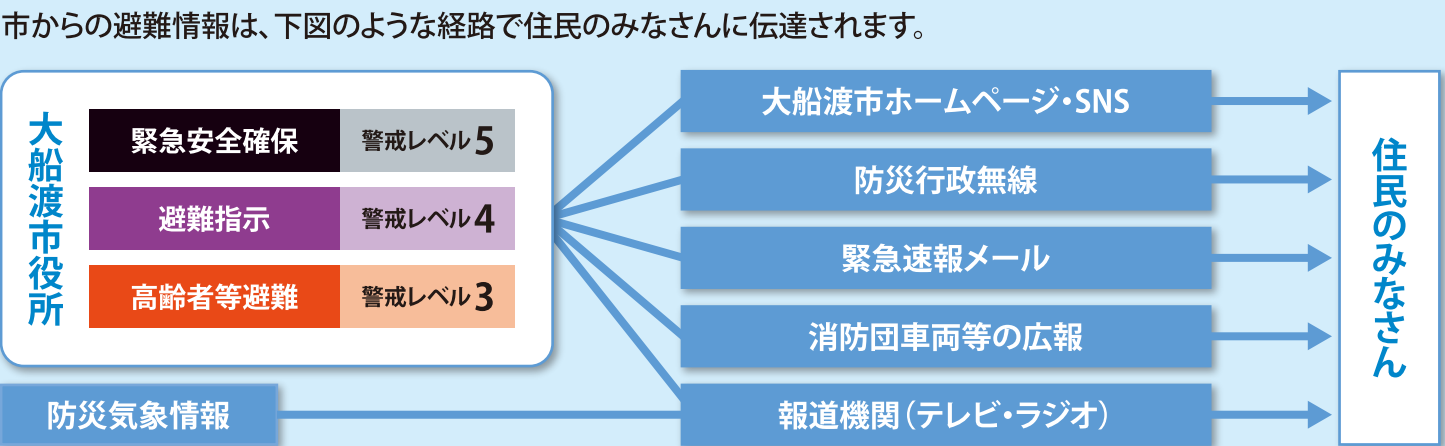 市からの避難情報は、下図のような経路で住民のみなさんに伝達されます。
大船渡市役所
緊急安全確保 警戒レベル5
避難指示 警戒レベル4
高齢者等避難 警戒レベル3
防災気象情報
大船渡市ホームページ・SNS
防災行政無線
緊急速報メール
消防団車両等の広報
報道機関（テレビ・ラジオ）
住民のみなさん